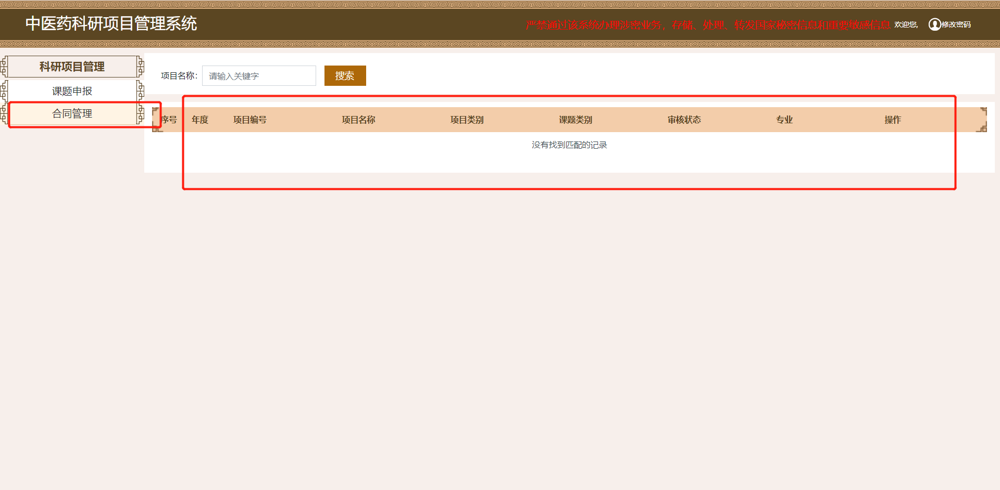 中医药科研项目管理系统
严禁通过该系统办理涉密业务，存储、处理、转发国家秘密信息和重要敏感信息 欢迎您, 修改密码
科研项目管理
课题申报
合同管理
项目名称： 请输入关键字 搜索
序号 年度 项目编号 项目名称 项目类别 课题类别 审核状态 专业 操作
没有找到匹配的记录